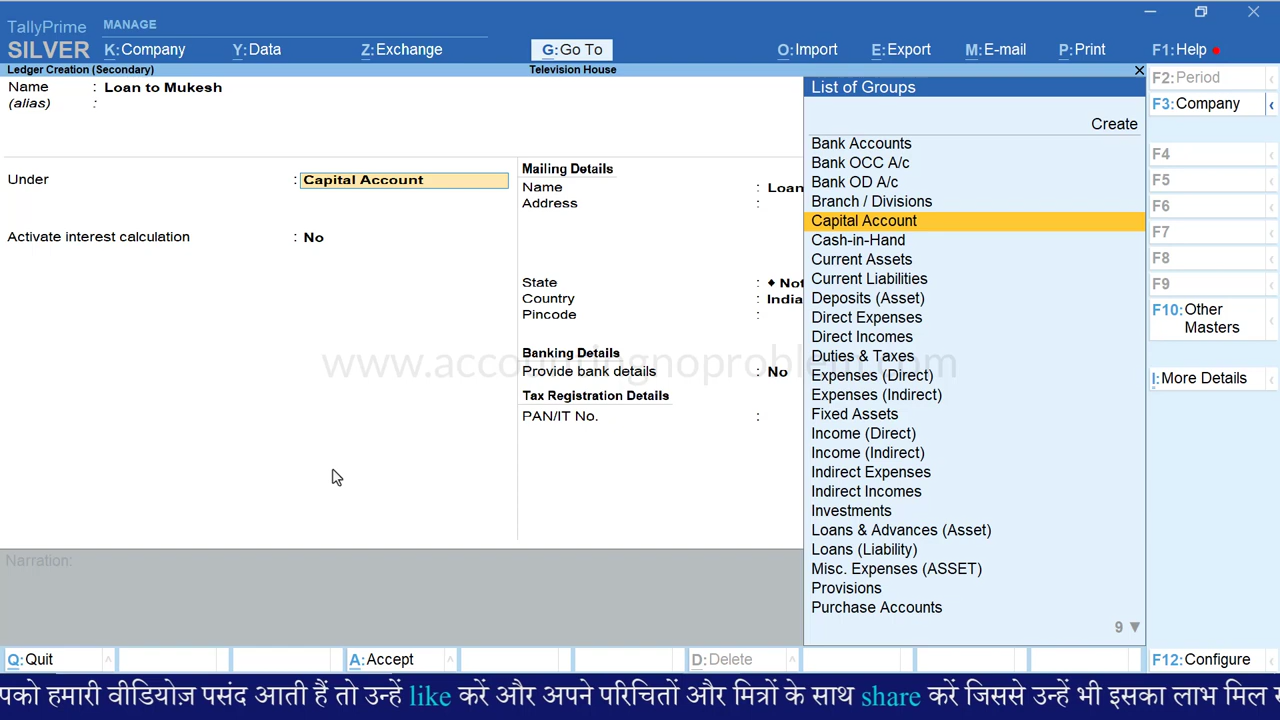 TallyPrime MANAGE
SILVER K:Company Y:Data Z:Exchange G:Go To O:Import E:Export M:E-mail P:Print F1:Help
Ledger Creation (Secondary) Television House
Name : Loan to Mukesh
(alias) :
Under : Capital Account
Activate interest calculation : No
Mailing Details
Name : Loan
Address :
State : ♦ Not
Country : India
Pincode :
Banking Details
Provide bank details : No
Tax Registration Details
PAN/IT No. :
www.accountingnoproblem.com
List of Groups
Create
Bank Accounts
Bank OCC A/c
Bank OD A/c
Branch / Divisions
Capital Account
Cash-in-Hand
Current Assets
Current Liabilities
Deposits (Asset)
Direct Expenses
Direct Incomes
Duties & Taxes
Expenses (Direct)
Expenses (Indirect)
Fixed Assets
Income (Direct)
Income (Indirect)
Indirect Expenses
Indirect Incomes
Investments
Loans & Advances (Asset)
Loans (Liability)
Misc. Expenses (ASSET)
Provisions
Purchase Accounts
9 ▼
F2:Period
F3:Company
F4
F5
F6
F7
F8
F9
F10:Other
Masters
I:More Details
Narration:
Q:Quit A:Accept D:Delete F12:Configure
पको हमारी वीडियोज़ पसंद आती हैं तो उन्हें like करें और अपने परिचितों और मित्रों के साथ share करें जिससे उन्हें भी इसका लाभ मिल